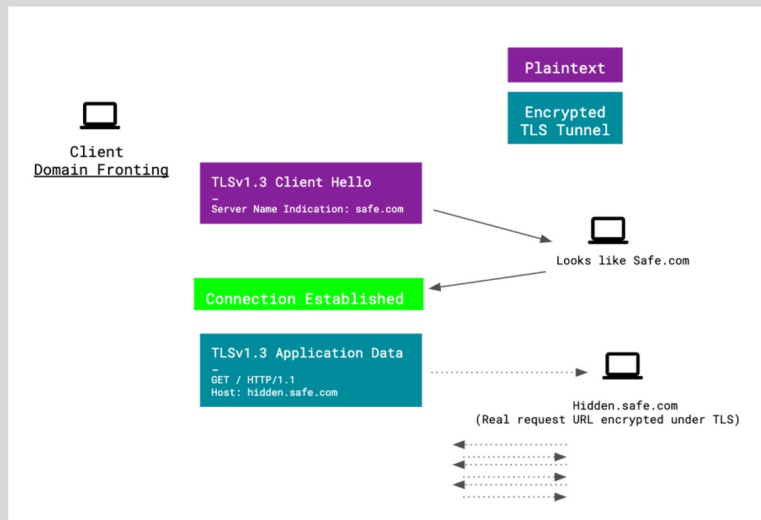 Plaintext
Encrypted
TLS Tunnel
Client
Domain Fronting
TLSv1.3 Client Hello
–
Server Name Indication: safe.com
Looks like Safe.com
Connection Established
TLSv1.3 Application Data
–
GET / HTTP/1.1
Host: hidden.safe.com
Hidden.safe.com
(Real request URL encrypted under TLS)